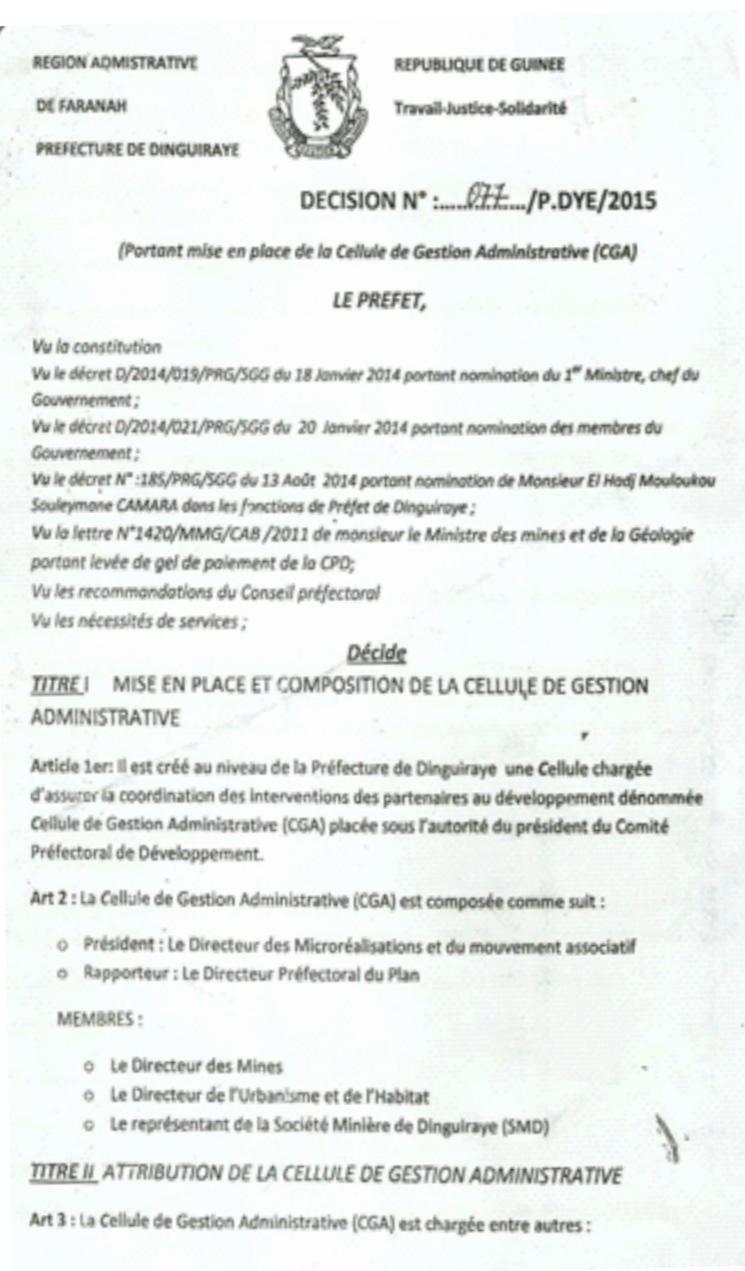 REGION ADMISTRATIVE
DE FARANAH
PREFECTURE DE DINGUIRAYE
REPUBLIQUE DE GUINEE
Travail-Justice-Solidarité
DECISION N° :.....077..../P.DYE/2015
(Portant mise en place de la Cellule de Gestion Administrative (CGA)
LE PREFET,
Vu la constitution
Vu le décret D/2014/019/PRG/SGG du 18 Janvier 2014 portant nomination du 1er Ministre, chef du
Gouvernement ;
Vu le décret D/2014/021/PRG/SGG du 20 Janvier 2014 portant nomination des membres du
Gouvernement ;
Vu le décret N° :185/PRG/SGG du 13 Août 2014 portant nomination de Monsieur El Hadj Mouloukou
Souleymane CAMARA dans les fonctions de Préfet de Dinguiraye ;
Vu la lettre N°1420/MMG/CAB /2011 de monsieur le Ministre des mines et de la Géologie
portant levée de gel de paiement de la CPD;
Vu les recommandations du Conseil préfectoral
Vu les nécessités de services ;
Décide
TITRE I MISE EN PLACE ET COMPOSITION DE LA CELLULE DE GESTION
ADMINISTRATIVE
Article 1er: Il est créé au niveau de la Préfecture de Dinguiraye une Cellule chargée
d'assurer la coordination des interventions des partenaires au développement dénommée
Cellule de Gestion Administrative (CGA) placée sous l'autorité du président du Comité
Préfectoral de Développement.
Art 2 : La Cellule de Gestion Administrative (CGA) est composée comme suit :
o Président : Le Directeur des Microréalisations et du mouvement associatif
o Rapporteur : Le Directeur Préfectoral du Plan
MEMBRES :
o Le Directeur des Mines
o Le Directeur de l'Urbanisme et de l'Habitat
o Le représentant de la Société Minière de Dinguiraye (SMD)
TITRE II ATTRIBUTION DE LA CELLULE DE GESTION ADMINISTRATIVE
Art 3 : La Cellule de Gestion Administrative (CGA) est chargée entre autres :